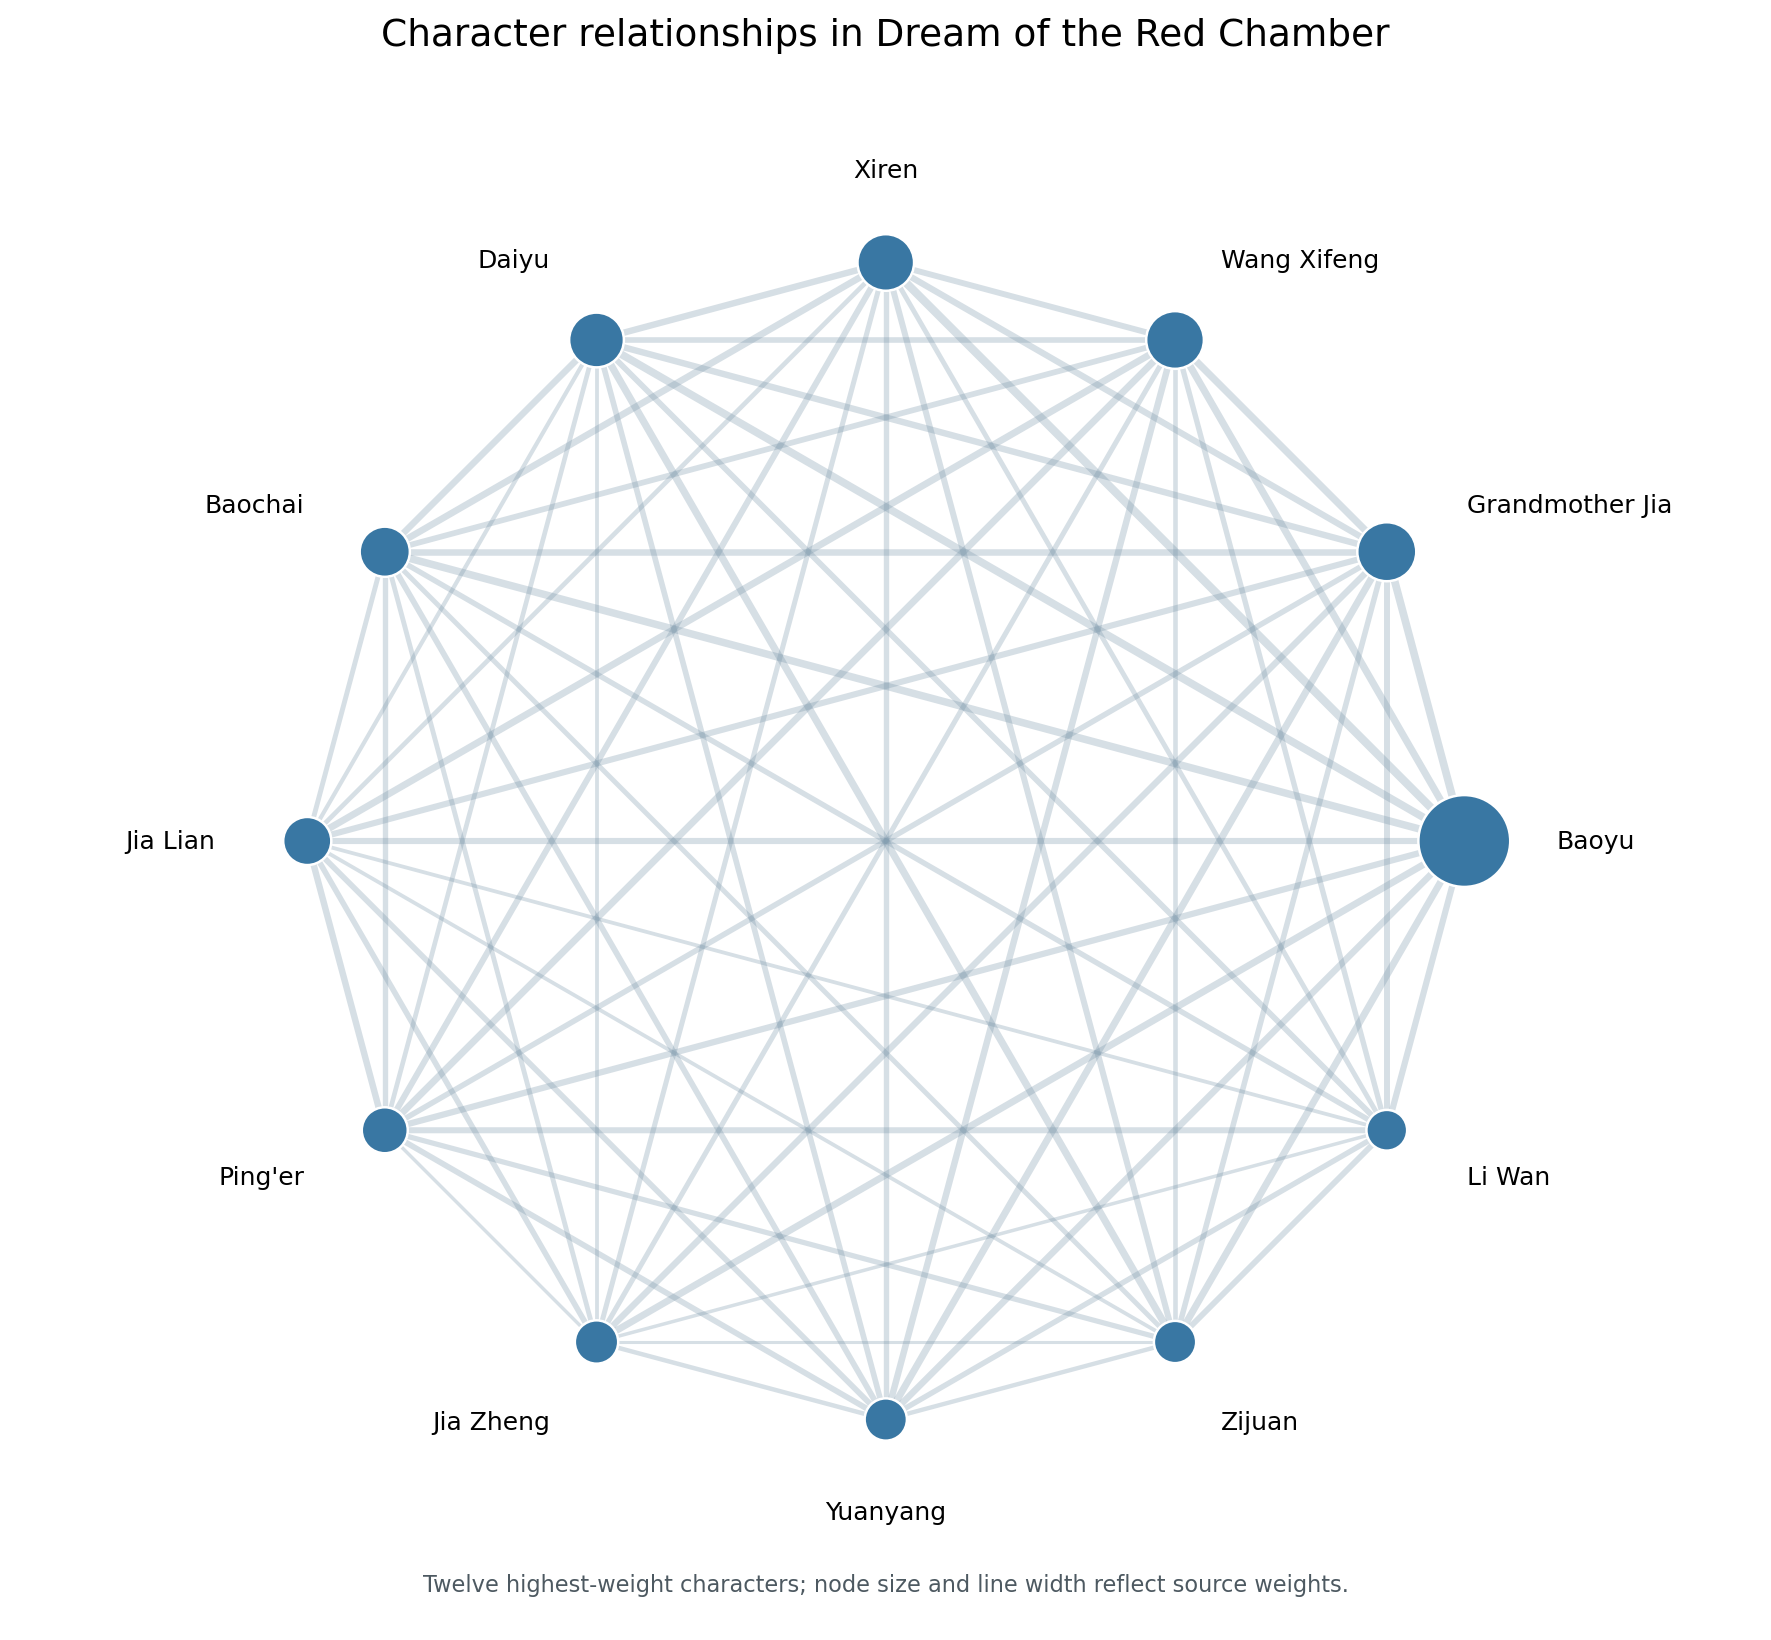 Character relationships in Dream of the Red Chamber
Xiren
Daiyu
Wang Xifeng
Baochai
Grandmother Jia
Jia Lian
Baoyu
Ping'er
Li Wan
Jia Zheng
Zijuan
Yuanyang
Twelve highest-weight characters; node size and line width reflect source weights.